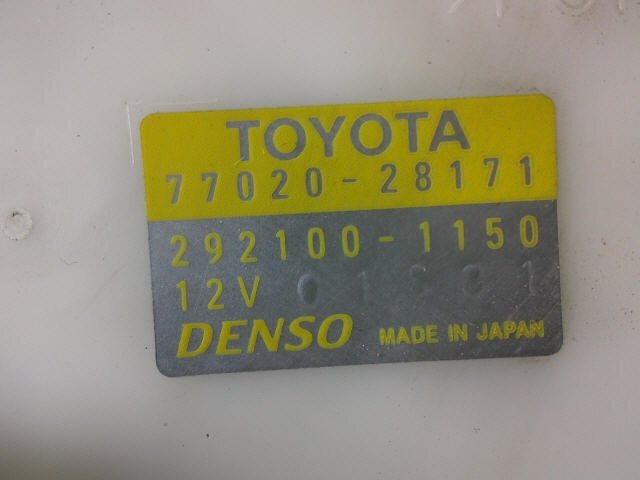 TOYOTA
77020-28171
292100-1150
12V
DENSO MADE IN JAPAN